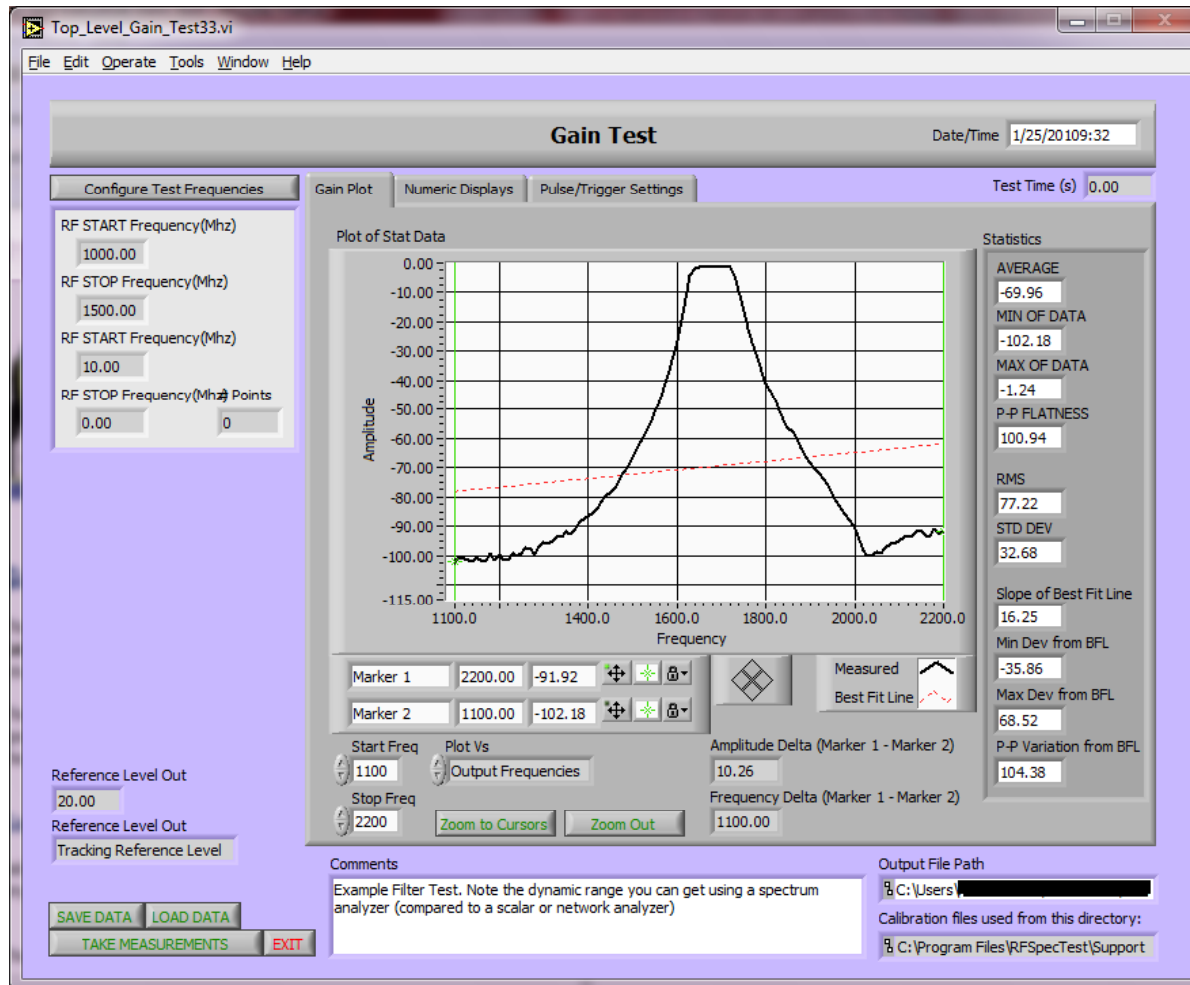 Top_Level_Gain_Test33.vi
File Edit Operate Tools Window Help
Gain Test
Date/Time 1/25/20109:32
Configure Test Frequencies
Gain Plot Numeric Displays Pulse/Trigger Settings
Test Time (s) 0.00
RF START Frequency(Mhz)
1000.00
RF STOP Frequency(Mhz)
1500.00
RF START Frequency(Mhz)
10.00
RF STOP Frequency(Mhz) # Points
0.00 0
Plot of Stat Data
Amplitude
0.00
-10.00
-20.00
-30.00
-40.00
-50.00
-60.00
-70.00
-80.00
-90.00
-100.00
-115.00
1100.0 1400.0 1600.0 1800.0 2000.0 2200.0
Frequency
Marker 1 2200.00 -91.92
Marker 2 1100.00 -102.18
Measured
Best Fit Line
Start Freq
1100
Plot Vs
Output Frequencies
Stop Freq
2200
Zoom to Cursors Zoom Out
Amplitude Delta (Marker 1 - Marker 2)
10.26
Frequency Delta (Marker 1 - Marker 2)
1100.00
Statistics
AVERAGE
-69.96
MIN OF DATA
-102.18
MAX OF DATA
-1.24
P-P FLATNESS
100.94
RMS
77.22
STD DEV
32.68
Slope of Best Fit Line
16.25
Min Dev from BFL
-35.86
Max Dev from BFL
68.52
P-P Variation from BFL
104.38
Reference Level Out
20.00
Reference Level Out
Tracking Reference Level
SAVE DATA LOAD DATA
TAKE MEASUREMENTS EXIT
Comments
Example Filter Test. Note the dynamic range you can get using a spectrum
analyzer (compared to a scalar or network analyzer)
Output File Path
C:\Users\
Calibration files used from this directory:
C:\Program Files\RFSpecTest\Support